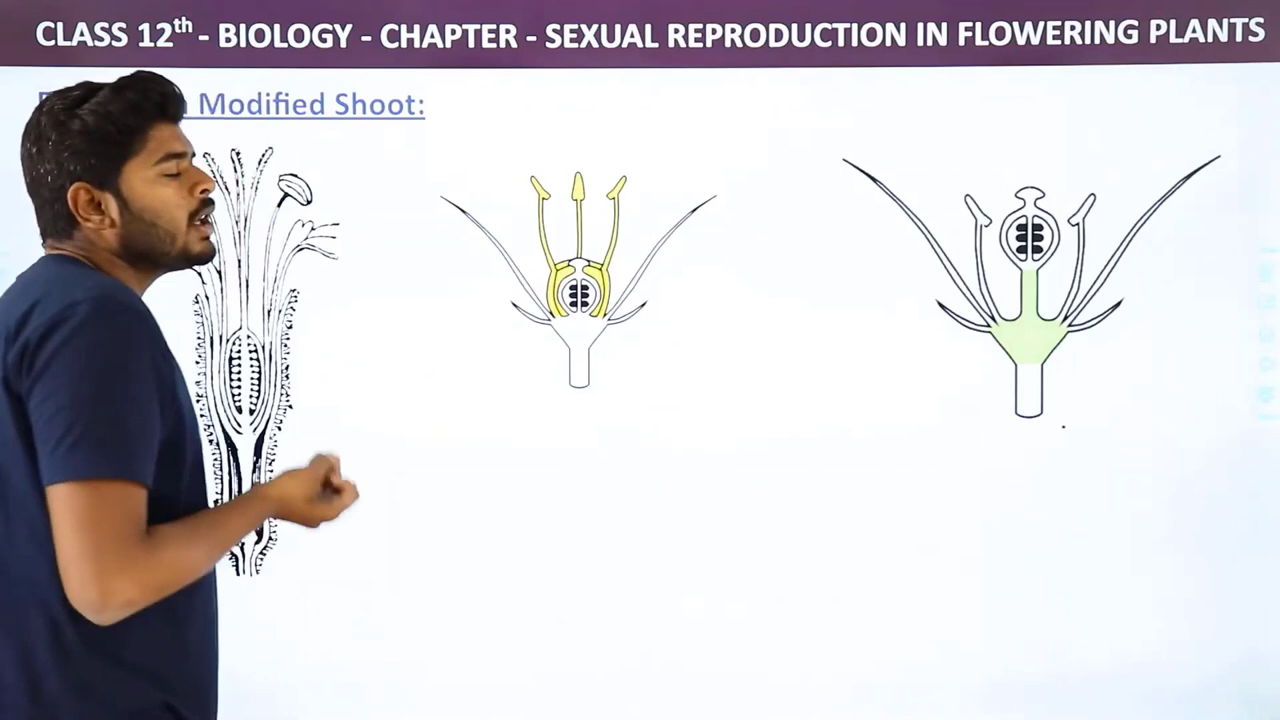 CLASS 12th - BIOLOGY - CHAPTER - SEXUAL REPRODUCTION IN FLOWERING PLANTS
Modified Shoot: